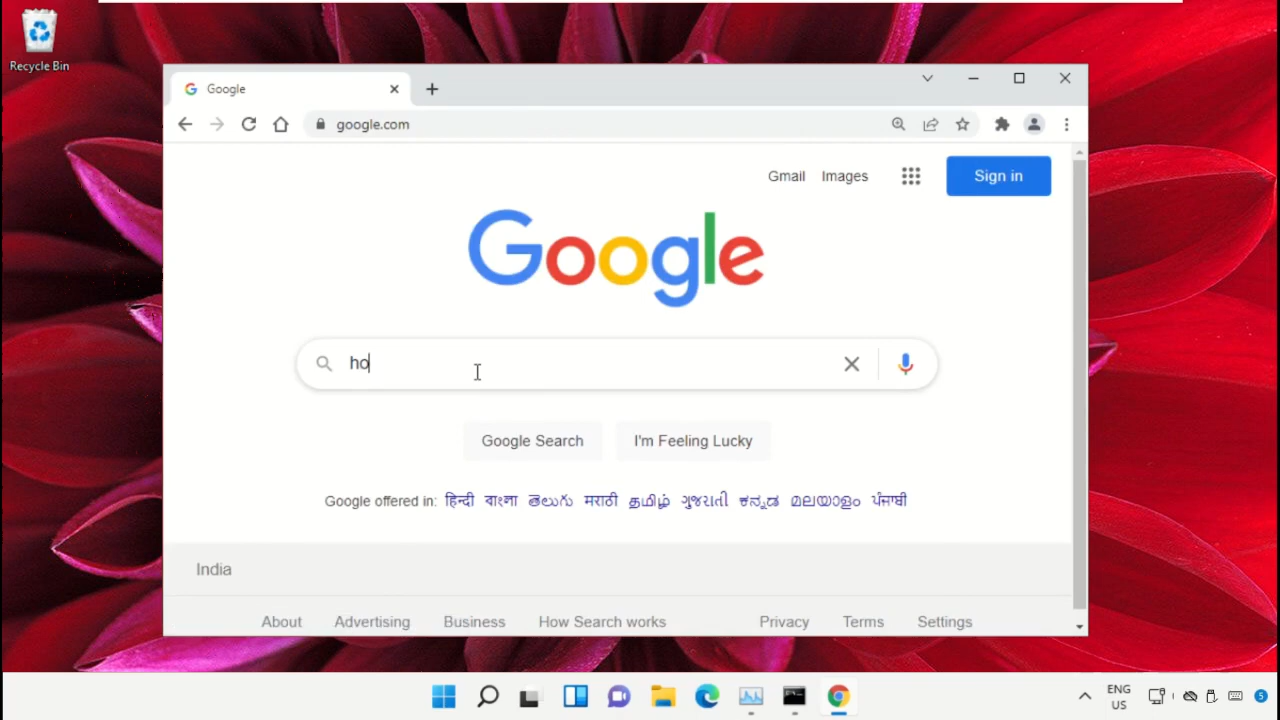 Recycle Bin
Google
google.com
Gmail Images Sign in
Google
ho
Google Search I'm Feeling Lucky
Google offered in: हिन्दी বাংলা తెలుగు मराठी தமிழ் ગુજરાતી ಕನ್ನಡ മലയാളം ਪੰਜਾਬੀ
India
About Advertising Business How Search works Privacy Terms Settings
ENG
US
5